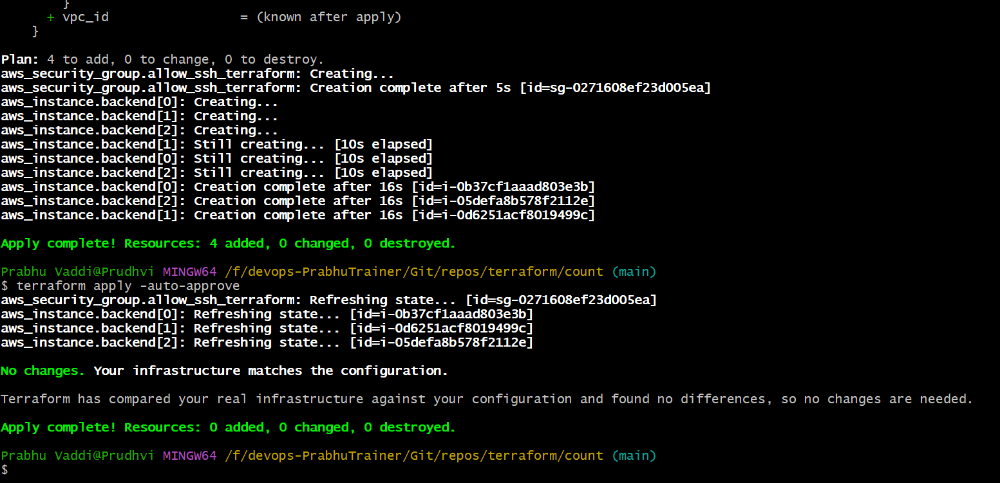 }
+ vpc_id = (known after apply)
}
Plan: 4 to add, 0 to change, 0 to destroy.
aws_security_group.allow_ssh_terraform: Creating...
aws_security_group.allow_ssh_terraform: Creation complete after 5s [id=sg-0271608ef23d005ea]
aws_instance.backend[0]: Creating...
aws_instance.backend[1]: Creating...
aws_instance.backend[2]: Creating...
aws_instance.backend[1]: Still creating... [10s elapsed]
aws_instance.backend[0]: Still creating... [10s elapsed]
aws_instance.backend[2]: Still creating... [10s elapsed]
aws_instance.backend[0]: Creation complete after 16s [id=i-0b37cf1aaad803e3b]
aws_instance.backend[2]: Creation complete after 16s [id=i-05defa8b578f2112e]
aws_instance.backend[1]: Creation complete after 16s [id=i-0d6251acf8019499c]
Apply complete! Resources: 4 added, 0 changed, 0 destroyed.
Prabhu Vaddi@Prudhvi MINGW64 /f/devops-PrabhuTrainer/Git/repos/terraform/count (main)
$ terraform apply -auto-approve
aws_security_group.allow_ssh_terraform: Refreshing state... [id=sg-0271608ef23d005ea]
aws_instance.backend[0]: Refreshing state... [id=i-0b37cf1aaad803e3b]
aws_instance.backend[1]: Refreshing state... [id=i-0d6251acf8019499c]
aws_instance.backend[2]: Refreshing state... [id=i-05defa8b578f2112e]
No changes. Your infrastructure matches the configuration.
Terraform has compared your real infrastructure against your configuration and found no differences, so no changes are needed.
Apply complete! Resources: 0 added, 0 changed, 0 destroyed.
Prabhu Vaddi@Prudhvi MINGW64 /f/devops-PrabhuTrainer/Git/repos/terraform/count (main)
$